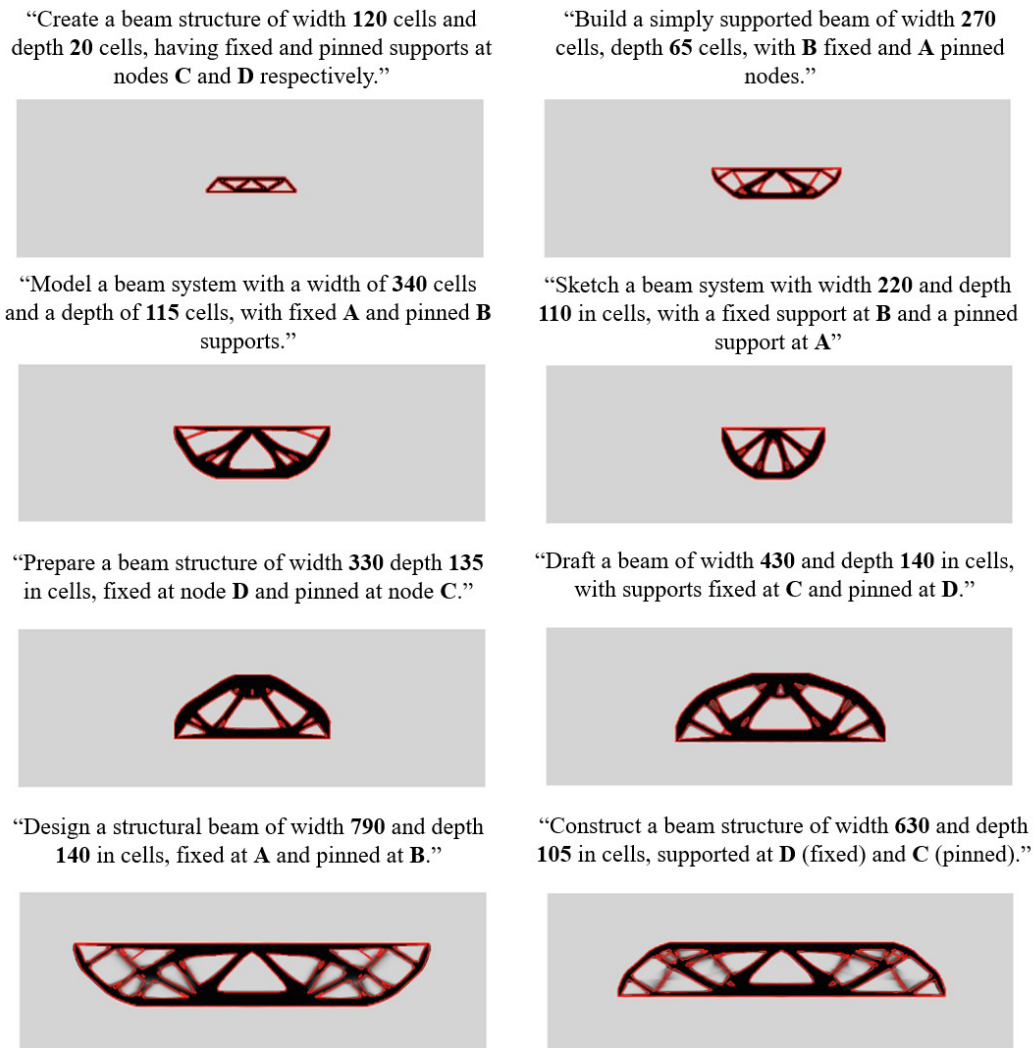 “Create a beam structure of width 120 cells and
depth 20 cells, having fixed and pinned supports at
nodes C and D respectively.”
“Build a simply supported beam of width 270
cells, depth 65 cells, with B fixed and A pinned
nodes.”
“Model a beam system with a width of 340 cells
and a depth of 115 cells, with fixed A and pinned B
supports.”
“Sketch a beam system with width 220 and depth
110 in cells, with a fixed support at B and a pinned
support at A”
“Prepare a beam structure of width 330 depth 135
in cells, fixed at node D and pinned at node C.”
“Draft a beam of width 430 and depth 140 in cells,
with supports fixed at C and pinned at D.”
“Design a structural beam of width 790 and depth
140 in cells, fixed at A and pinned at B.”
“Construct a beam structure of width 630 and depth
105 in cells, supported at D (fixed) and C (pinned).”